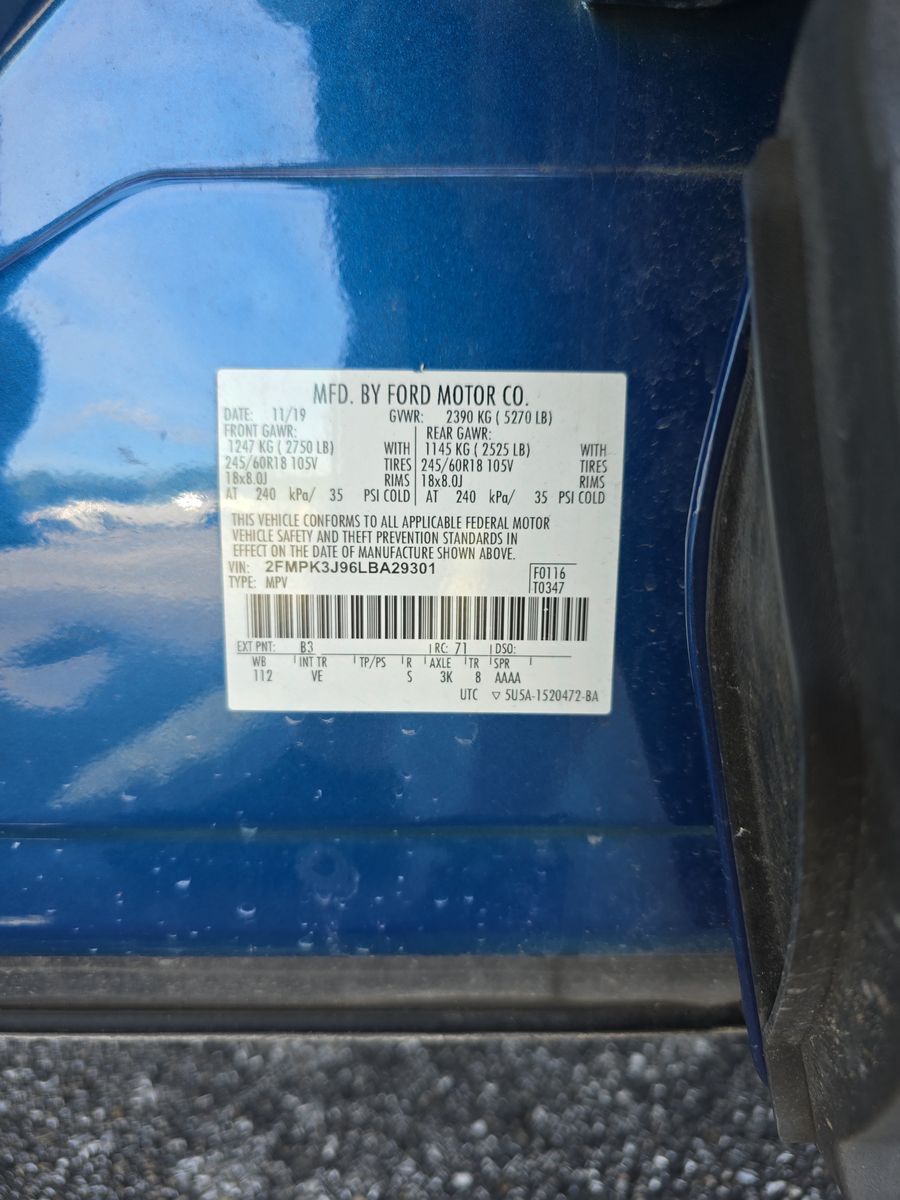 MFD. BY FORD MOTOR CO.
DATE: 11/19 GVWR: 2390 KG ( 5270 LB)
FRONT GAWR: REAR GAWR:
1247 KG ( 2750 LB) WITH 1145 KG ( 2525 LB) WITH
245/60R18 105V TIRES 245/60R18 105V TIRES
18x8.0J RIMS 18x8.0J RIMS
AT 240 kPa/ 35 PSI COLD AT 240 kPa/ 35 PSI COLD
THIS VEHICLE CONFORMS TO ALL APPLICABLE FEDERAL MOTOR
VEHICLE SAFETY AND THEFT PREVENTION STANDARDS IN
EFFECT ON THE DATE OF MANUFACTURE SHOWN ABOVE.
VIN: 2FMPK3J96LBA29301 F0116
TYPE: MPV T0347
EXT PNT: B3 RC: 71 DSO:
WB INT TR TP/PS R AXLE TR SPR
112 VE S 3K 8 AAAA
UTC ▽ 5U5A-1520472-BA